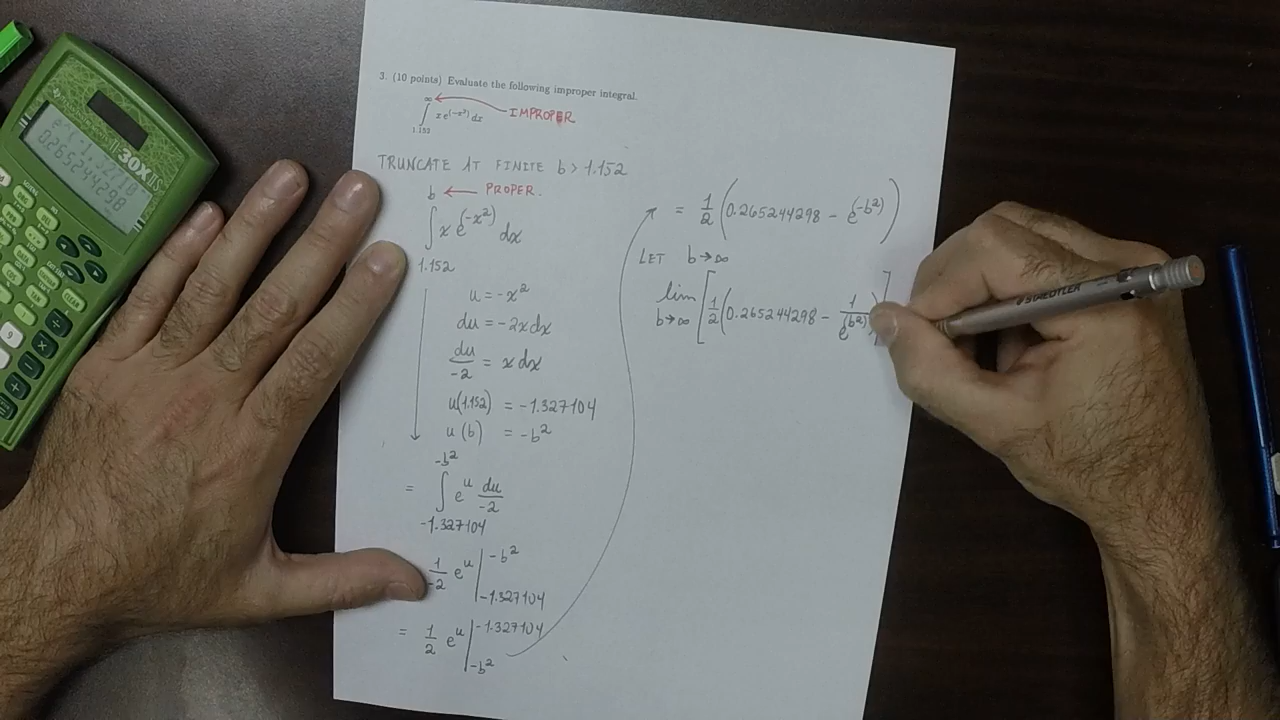 3. (10 points) Evaluate the following improper integral.
∫_{1.152}^{∞} x e^{(-x²)} dx ← IMPROPER
TRUNCATE AT FINITE b > 1.152
b ← PROPER.
∫ x e^{(-x²)} dx
1.152
u = -x²
du = -2x dx
du/-2 = x dx
u(1.152) = -1.327104
u(b) = -b²
-b²
= ∫ e^u du/-2
-1.327104
1/-2 e^u |_{-1.327104}^{-b²}
= 1/2 e^u |_{-b²}^{-1.327104}
= 1/2 (0.265244298 - e^{(-b²)})
LET b→∞
lim_{b→∞} [1/2 (0.265244298 - 1/e^{(b²)})]
0.265244298
30X IIS
STAEDTLER